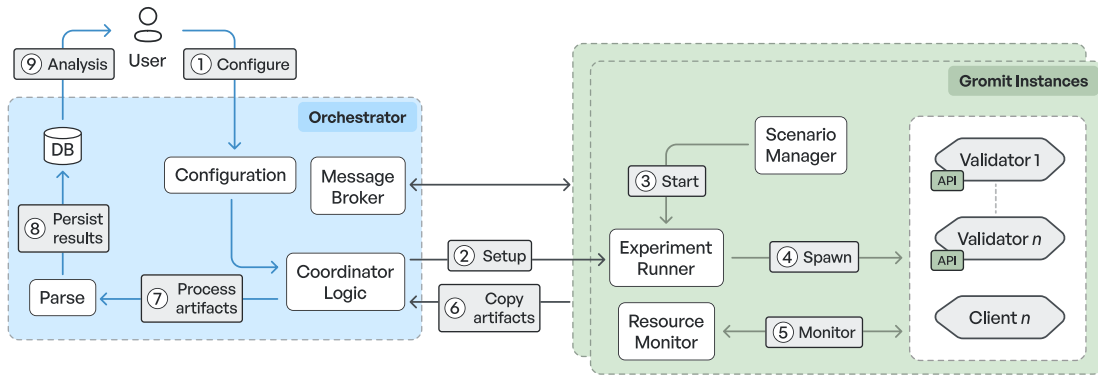 User
⑨ Analysis
① Configure
Orchestrator
DB
Configuration
Message
Broker
⑧ Persist
results
Coordinator
Logic
Parse
⑦ Process
artifacts
② Setup
⑥ Copy
artifacts
Gromit Instances
Scenario
Manager
③ Start
Experiment
Runner
④ Spawn
Resource
Monitor
⑤ Monitor
Validator 1
API
Validator n
API
Client n